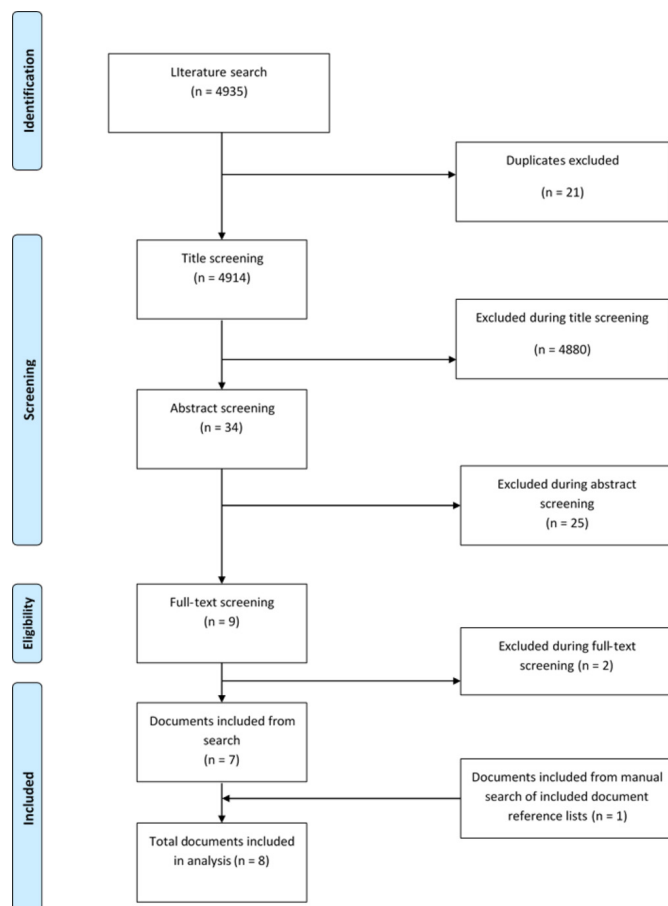 Identification
LIterature search
(n = 4935)
Duplicates excluded
(n = 21)
Screening
Title screening
(n = 4914)
Excluded during title screening
(n = 4880)
Abstract screening
(n = 34)
Excluded during abstract
screening
(n = 25)
Eligibility
Full-text screening
(n = 9)
Excluded during full-text
screening (n = 2)
Included
Documents included from
search
(n = 7)
Documents included from manual
search of included document
reference lists (n = 1)
Total documents included
in analysis (n = 8)